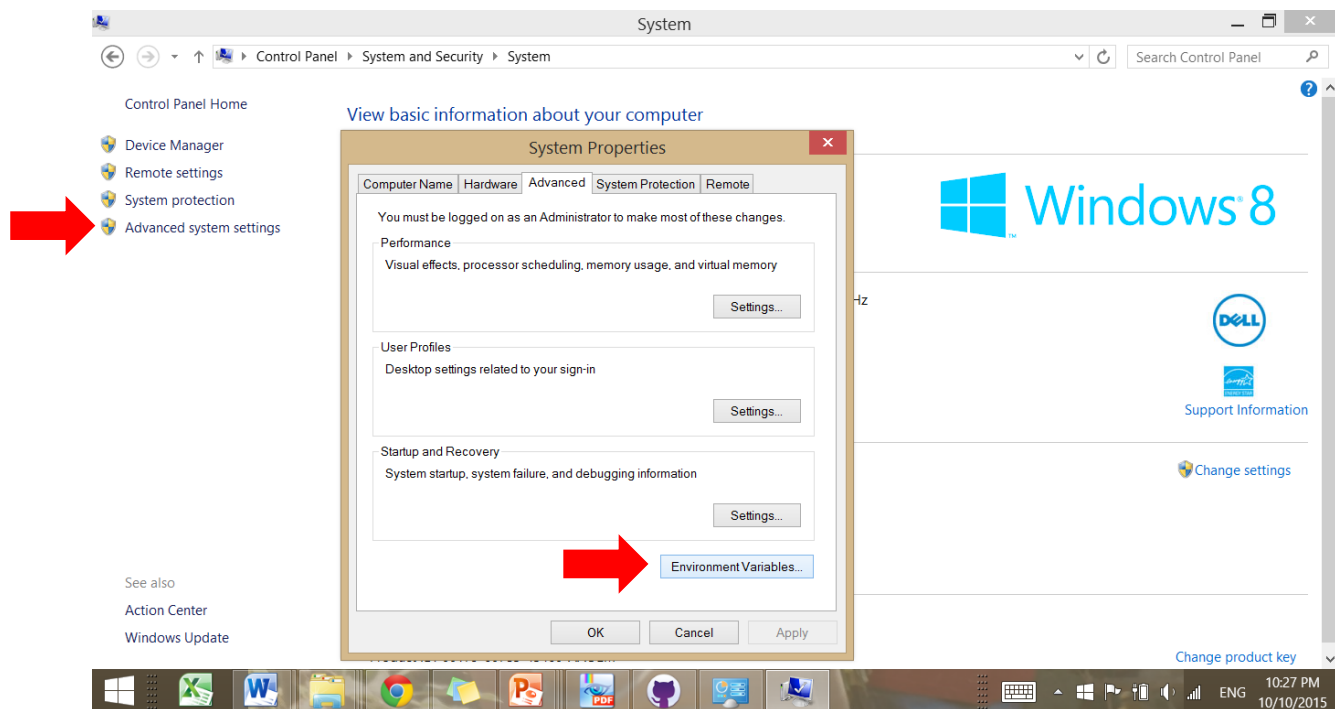 System
Control Panel System and Security System
Search Control Panel
Control Panel Home
Device Manager
Remote settings
System protection
Advanced system settings
See also
Action Center
Windows Update
View basic information about your computer
System Properties
Computer Name Hardware Advanced System Protection Remote
You must be logged on as an Administrator to make most of these changes.
Performance
Visual effects, processor scheduling, memory usage, and virtual memory
Settings...
User Profiles
Desktop settings related to your sign-in
Settings...
Startup and Recovery
System startup, system failure, and debugging information
Settings...
Environment Variables...
OK Cancel Apply
Windows 8
Hz
DELL
Support Information
Change settings
Change product key
PDF
ENG
10:27 PM
10/10/2015